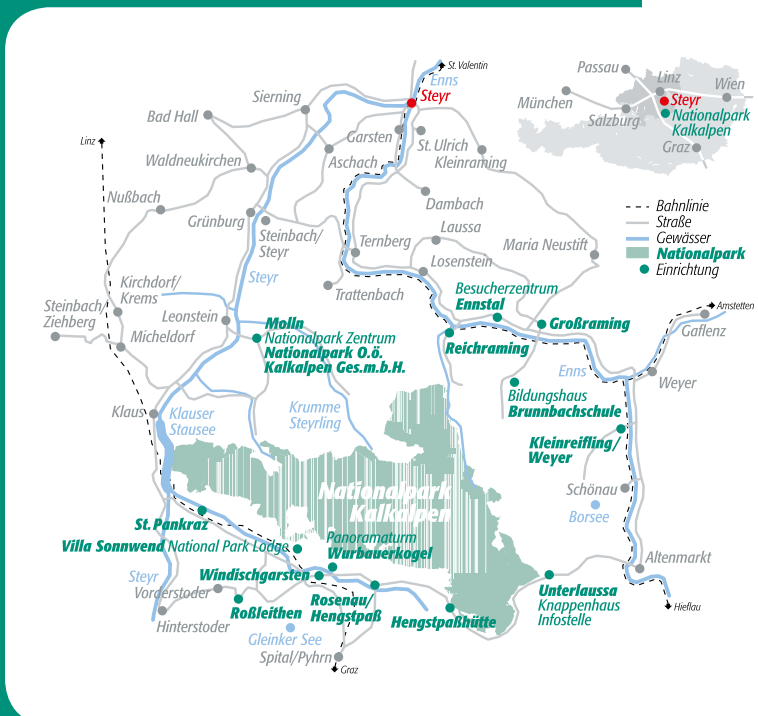 St. Valentin
Enns
Steyr
Sierning
Bad Hall
Garsten
St. Ulrich
Kleinraming
Linz
Waldneukirchen
Aschach
Dambach
Nußbach
Grünburg
Steinbach/
Steyr
Ternberg
Laussa
Maria Neustift
Losenstein
Steyr
Trattenbach
Kirchdorf/
Krems
Steinbach/
Ziehberg
Leonstein
Micheldorf
Molln
Nationalpark Zentrum
Nationalpark O.ö.
Kalkalpen Ges.m.b.H.
Besucherzentrum
Ennstal
Großraming
Reichraming
Amstetten
Gaflenz
Enns
Weyer
Bildungshaus
Brunnbachschule
Klaus
Klauser
Stausee
Krumme
Steyrling
Kleinreifling/
Weyer
Nationalpark
Kalkalpen
Schönau
Borsee
St. Pankraz
Villa Sonnwend National Park Lodge
Panoramaturm
Wurbauerkogel
Steyr
Windischgarsten
Altenmarkt
Vorderstoder
Roßleithen
Rosenau/
Hengstpaß
Hengstpaßhütte
Unterlaussa
Knappenhaus
Infostelle
Hieflau
Hinterstoder
Gleinker See
Spital/Pyhrn
Graz
Passau
Linz
Wien
München
Steyr
Salzburg
Nationalpark
Kalkalpen
Graz
Bahnlinie
Straße
Gewässer
Nationalpark
Einrichtung